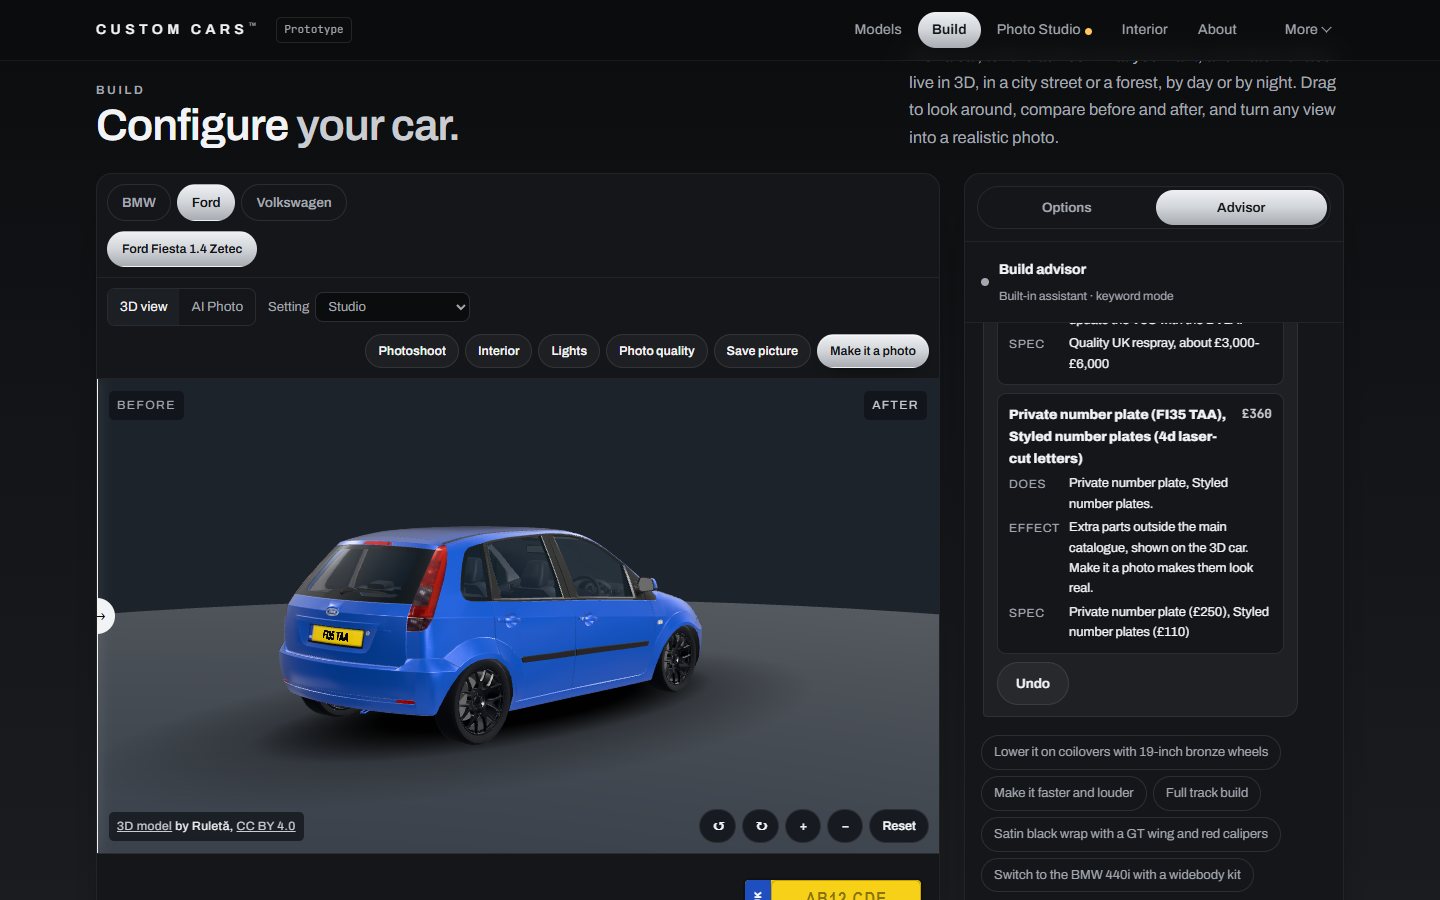 CUSTOM CARS™ Prototype
Models Build Photo Studio Interior About More
live in 3D, in a city street or a forest, by day or by night. Drag
to look around, compare before and after, and turn any view
into a realistic photo.
BUILD
Configure your car.
BMW Ford Volkswagen
Ford Fiesta 1.4 Zetec
3D view AI Photo Setting Studio
Photoshoot Interior Lights Photo quality Save picture Make it a photo
BEFORE AFTER
FI35 TAA
3D model by Ruletă, CC BY 4.0
↺ ↻ + − Reset
AB12 CDE
Options Advisor
Build advisor
Built-in assistant · keyword mode
SPEC Quality UK respray, about £3,000-
£6,000
Private number plate (FI35 TAA), £360
Styled number plates (4d laser-
cut letters)
DOES Private number plate, Styled
number plates.
EFFECT Extra parts outside the main
catalogue, shown on the 3D car.
Make it a photo makes them look
real.
SPEC Private number plate (£250), Styled
number plates (£110)
Undo
Lower it on coilovers with 19-inch bronze wheels
Make it faster and louder Full track build
Satin black wrap with a GT wing and red calipers
Switch to the BMW 440i with a widebody kit